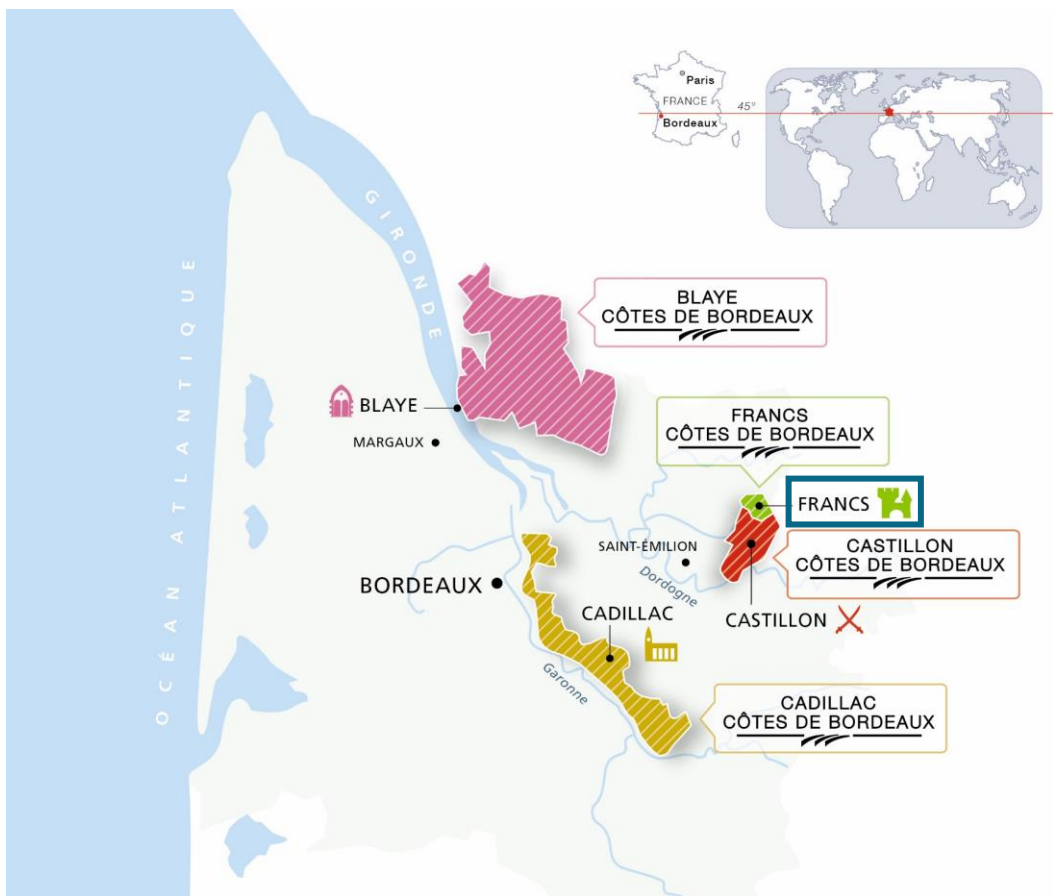 Paris
FRANCE
45°
Bordeaux
GIRONDE
OCÉAN ATLANTIQUE
BLAYE
CÔTES DE BORDEAUX
BLAYE
MARGAUX
FRANCS
CÔTES DE BORDEAUX
FRANCS
SAINT-ÉMILION
CASTILLON
CÔTES DE BORDEAUX
Dordogne
BORDEAUX
CADILLAC
CASTILLON
Garonne
CADILLAC
CÔTES DE BORDEAUX